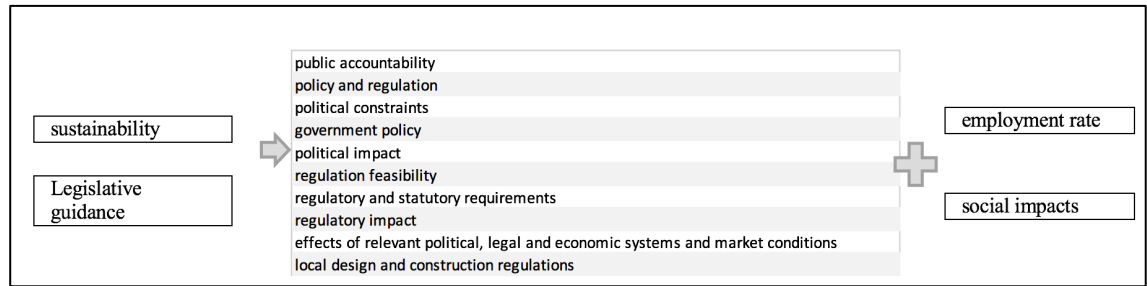 sustainability
Legislative
guidance
public accountability
policy and regulation
political constraints
government policy
political impact
regulation feasibility
regulatory and statutory requirements
regulatory impact
effects of relevant political, legal and economic systems and market conditions
local design and construction regulations
employment rate
social impacts